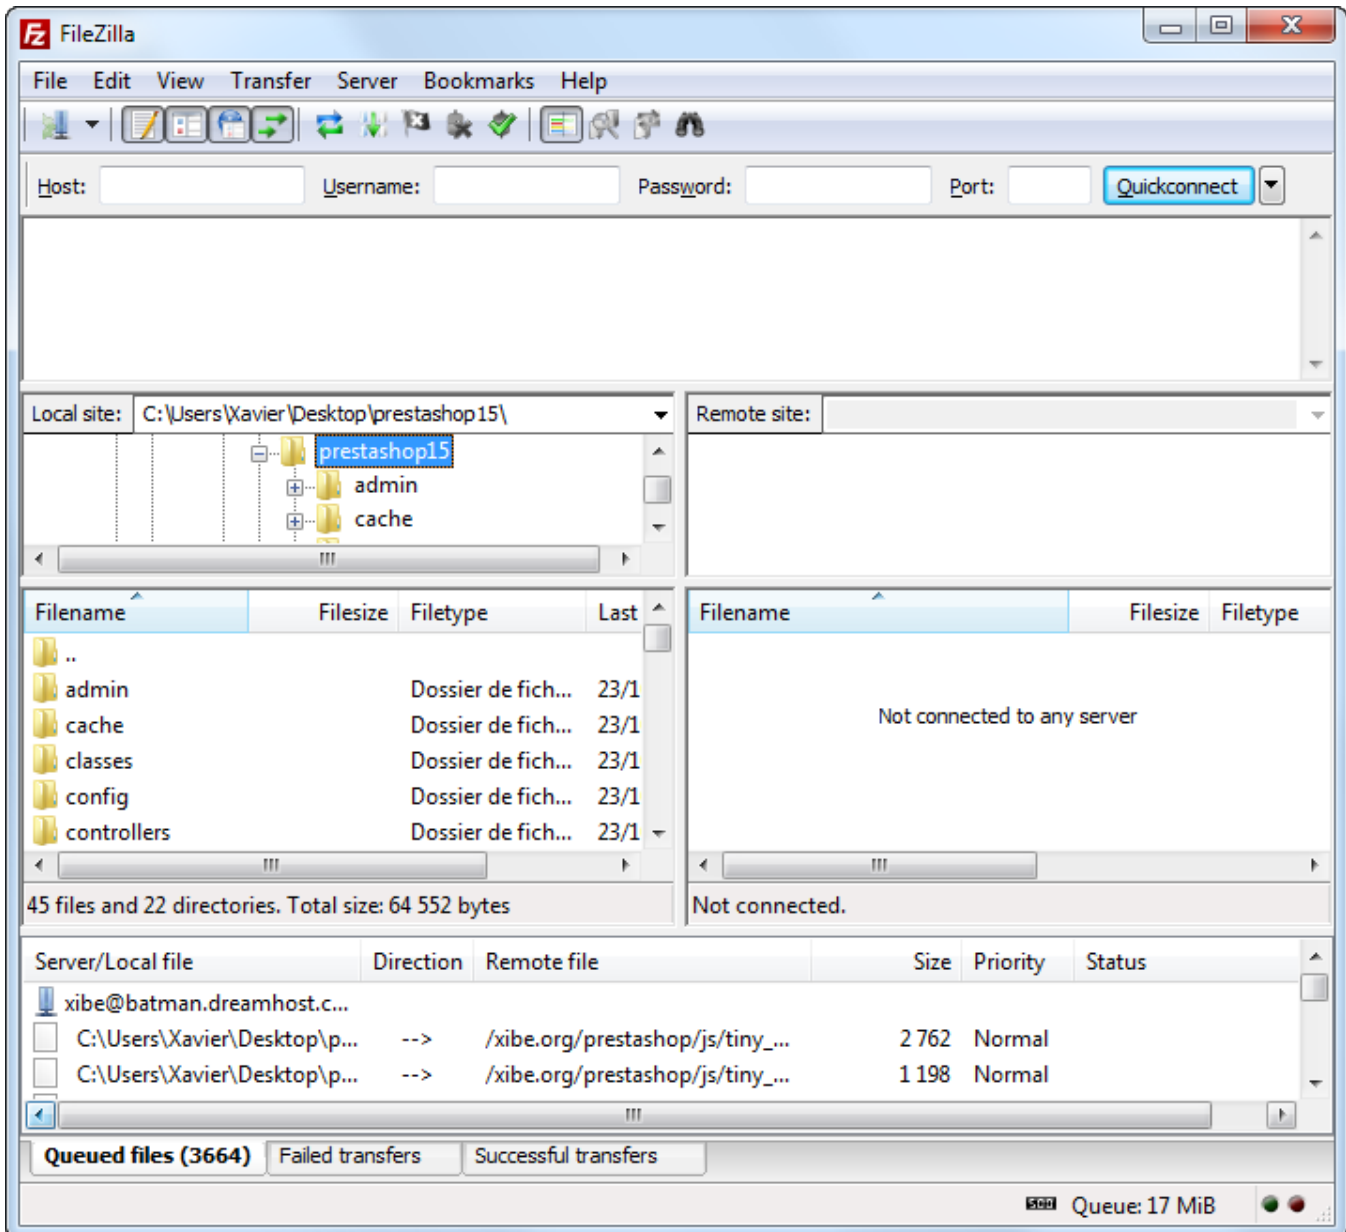 FileZilla
File Edit View Transfer Server Bookmarks Help
Host: Username: Password: Port: Quickconnect
Local site: C:\Users\Xavier\Desktop\prestashop15\ Remote site:
prestashop15
admin
cache
Filename Filesize Filetype Last Filename Filesize Filetype
..
admin Dossier de fich... 23/1
cache Dossier de fich... 23/1
Not connected to any server
classes Dossier de fich... 23/1
config Dossier de fich... 23/1
controllers Dossier de fich... 23/1
45 files and 22 directories. Total size: 64 552 bytes Not connected.
Server/Local file Direction Remote file Size Priority Status
xibe@batman.dreamhost.c...
C:\Users\Xavier\Desktop\p... --> /xibe.org/prestashop/js/tiny_... 2 762 Normal
C:\Users\Xavier\Desktop\p... --> /xibe.org/prestashop/js/tiny_... 1 198 Normal
Queued files (3664) Failed transfers Successful transfers
Queue: 17 MiB